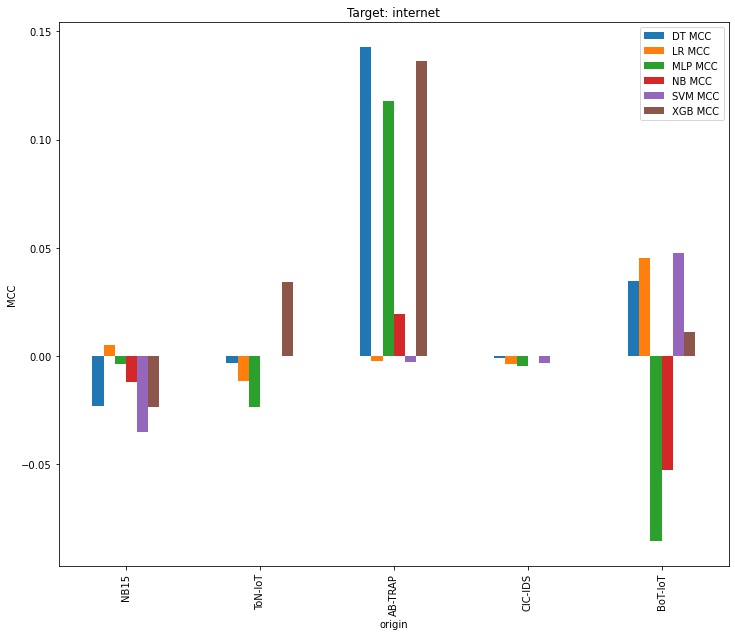 Target: internet
DT MCC
LR MCC
MLP MCC
NB MCC
SVM MCC
XGB MCC
0.15
0.10
0.05
0.00
−0.05
MCC
NB15
ToN-IoT
AB-TRAP
CIC-IDS
BoT-IoT
origin